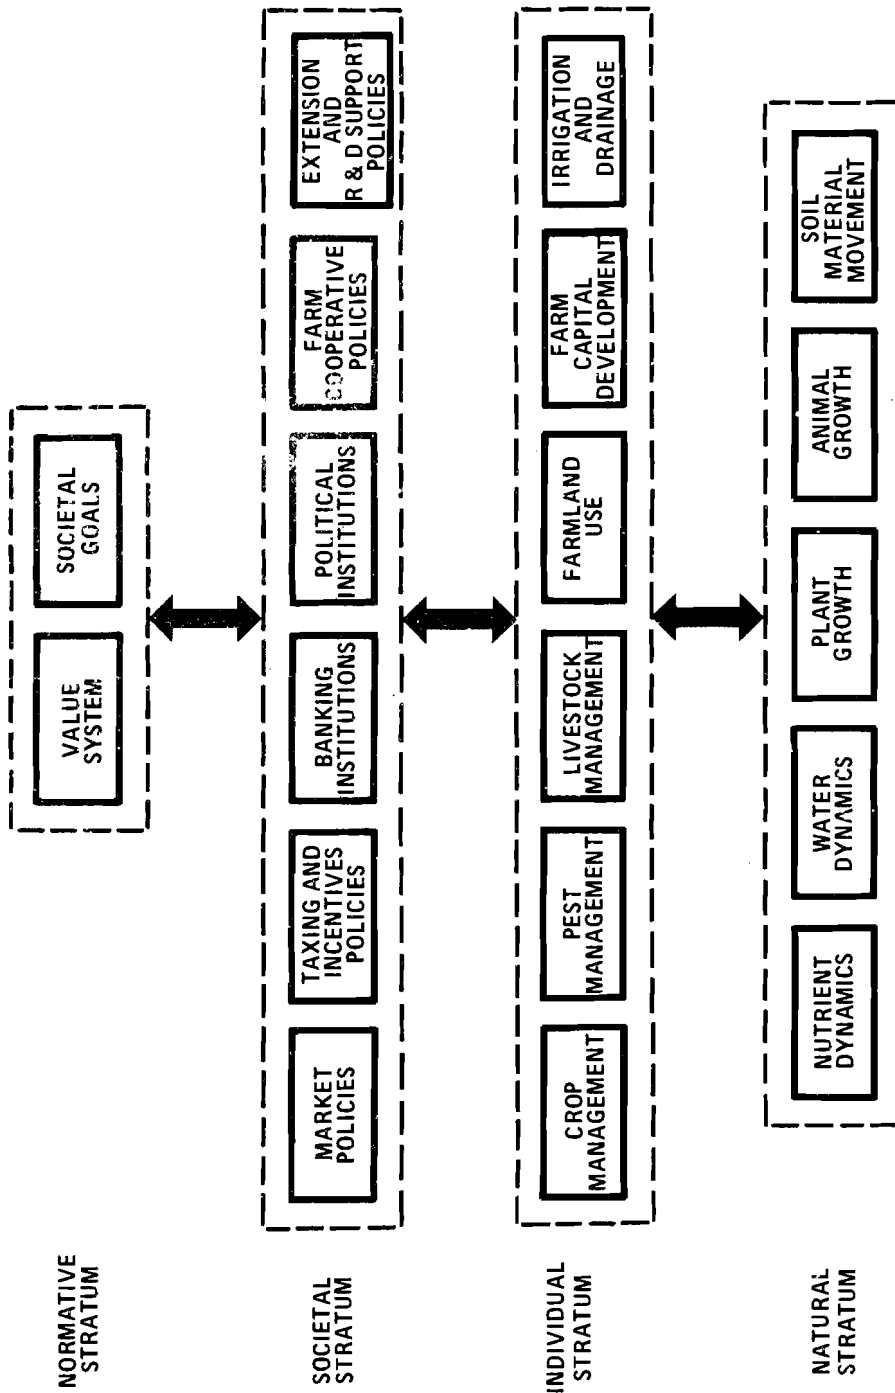 NORMATIVE
STRATUM
VALUE
SYSTEM
SOCIETAL
GOALS
SOCIETAL
STRATUM
MARKET
POLICIES
TAXING AND
INCENTIVES
POLICIES
BANKING
INSTITUTIONS
POLITICAL
INSTITUTIONS
FARM
COOPERATIVE
POLICIES
EXTENSION
AND
R & D SUPPORT
POLICIES
INDIVIDUAL
STRATUM
CROP
MANAGEMENT
PEST
MANAGEMENT
LIVESTOCK
MANAGEMENT
FARMLAND
USE
FARM
CAPITAL
DEVELOPMENT
IRRIGATION
AND
DRAINAGE
NATURAL
STRATUM
NUTRIENT
DYNAMICS
WATER
DYNAMICS
PLANT
GROWTH
ANIMAL
GROWTH
SOIL
MATERIAL
MOVEMENT